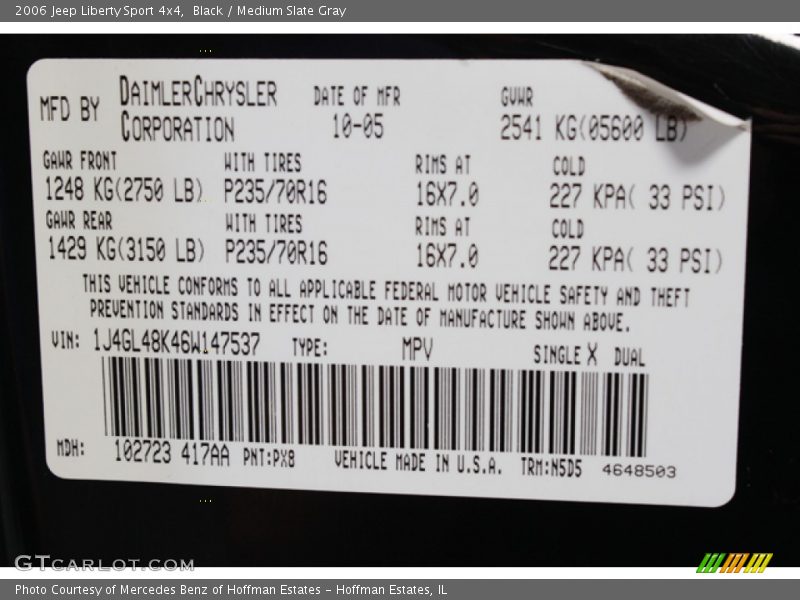 2006 Jeep Liberty Sport 4x4,  Black / Medium Slate Gray
MFD BY DAIMLERCHRYSLER CORPORATION DATE OF MFR 10-05 GVWR 2541 KG(05600 LB)
GAWR FRONT WITH TIRES RIMS AT COLD
1248 KG(2750 LB) P235/70R16 16X7.0 227 KPA( 33 PSI)
GAWR REAR WITH TIRES RIMS AT COLD
1429 KG(3150 LB) P235/70R16 16X7.0 227 KPA( 33 PSI)
THIS VEHICLE CONFORMS TO ALL APPLICABLE FEDERAL MOTOR VEHICLE SAFETY AND THEFT
PREVENTION STANDARDS IN EFFECT ON THE DATE OF MANUFACTURE SHOWN ABOVE.
VIN: 1J4GL48K46W147537 TYPE: MPV SINGLE X DUAL
MDH: 102723 417AA PNT:PX8 VEHICLE MADE IN U.S.A. TRM:N5D5 4648503
GTCARLOT.COM
Photo Courtesy of Mercedes Benz of Hoffman Estates - Hoffman Estates, IL